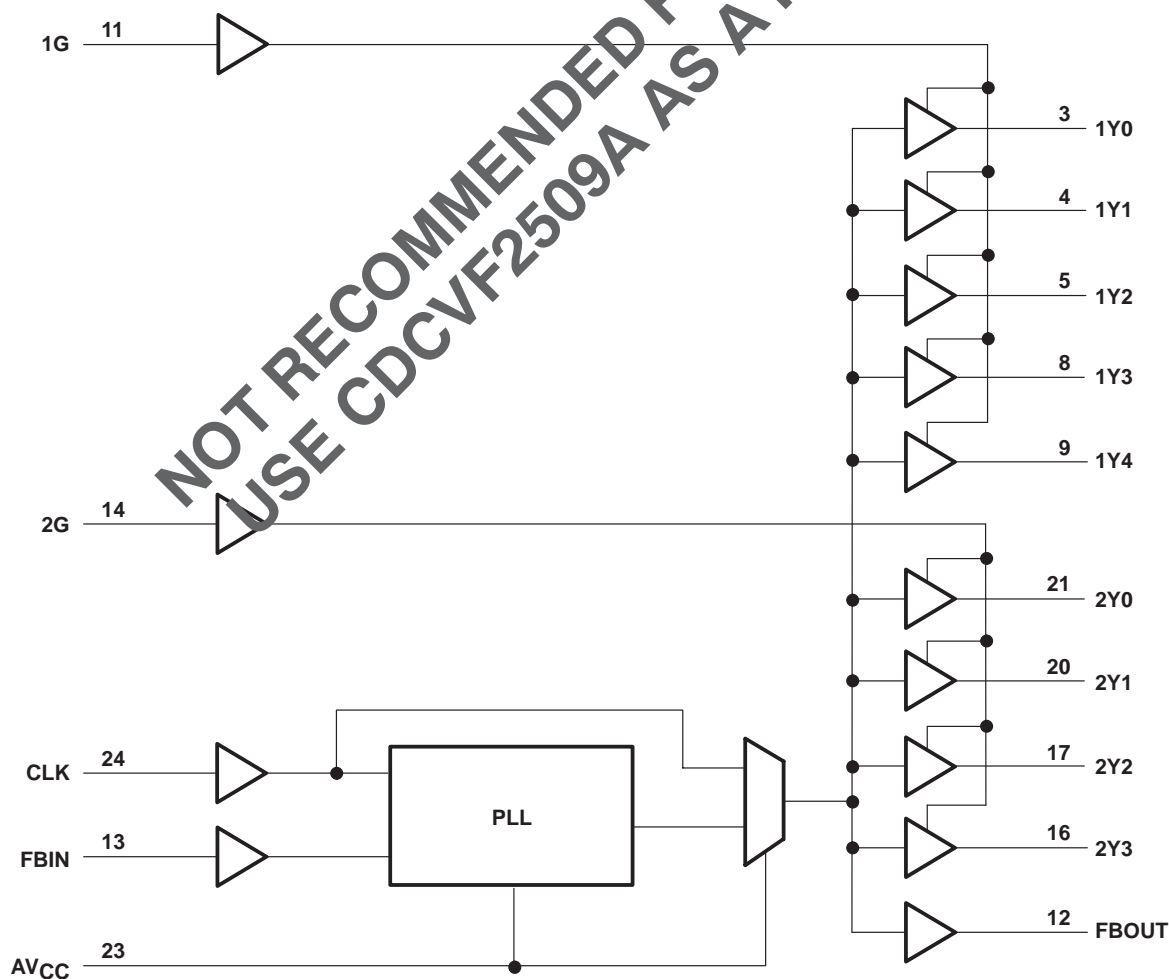 1G 11
3 1Y0
4 1Y1
5 1Y2
8 1Y3
9 1Y4
NOT RECOMMENDED
USE CDCVF2509A AS A
2G 14
21 2Y0
20 2Y1
17 2Y2
16 2Y3
12 FBOUT
CLK 24
FBIN 13
PLL
AVCC 23